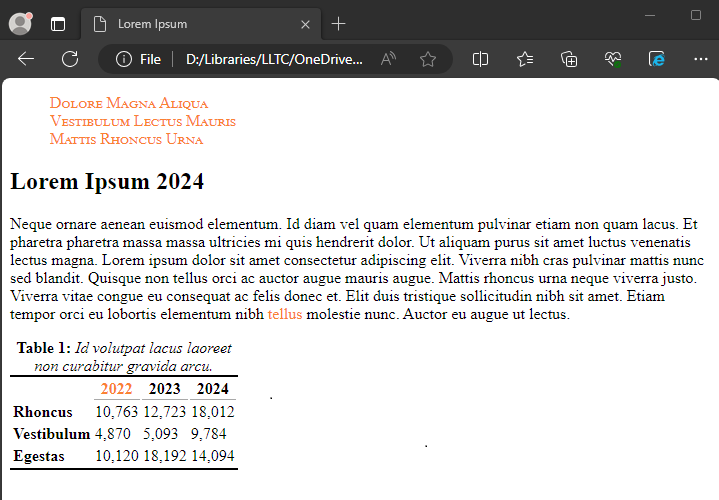 Lorem Ipsum
File
D:/Libraries/LLTC/OneDrive...
Dolore Magna Aliqua
Vestibulum Lectus Mauris
Mattis Rhoncus Urna
Lorem Ipsum 2024
Neque ornare aenean euismod elementum. Id diam vel quam elementum pulvinar etiam non quam lacus. Et
pharetra pharetra massa massa ultricies mi quis hendrerit dolor. Ut aliquam purus sit amet luctus venenatis
lectus magna. Lorem ipsum dolor sit amet consectetur adipiscing elit. Viverra nibh cras pulvinar mattis nunc
sed blandit. Quisque non tellus orci ac auctor augue mauris augue. Mattis rhoncus urna neque viverra justo.
Viverra vitae congue eu consequat ac felis donec et. Elit duis tristique sollicitudin nibh sit amet. Etiam
tempor orci eu lobortis elementum nibh tellus molestie nunc. Auctor eu augue ut lectus.
Table 1: Id volutpat lacus laoreet
non curabitur gravida arcu.
2022 2023 2024
Rhoncus 10,763 12,723 18,012
Vestibulum 4,870 5,093 9,784
Egestas 10,120 18,192 14,094